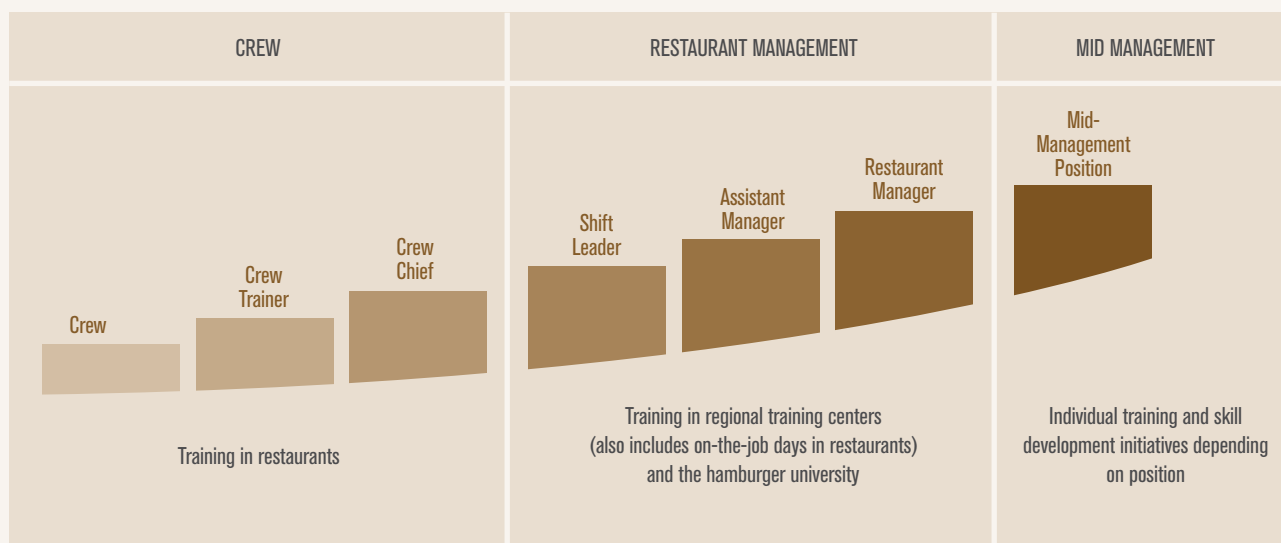 CREW
RESTAURANT MANAGEMENT
MID MANAGEMENT
Crew
Crew
Trainer
Crew
Chief
Training in restaurants
Shift
Leader
Assistant
Manager
Restaurant
Manager
Training in regional training centers
(also includes on-the-job days in restaurants)
and the hamburger university
Mid-
Management
Position
Individual training and skill
development initiatives depending
on position